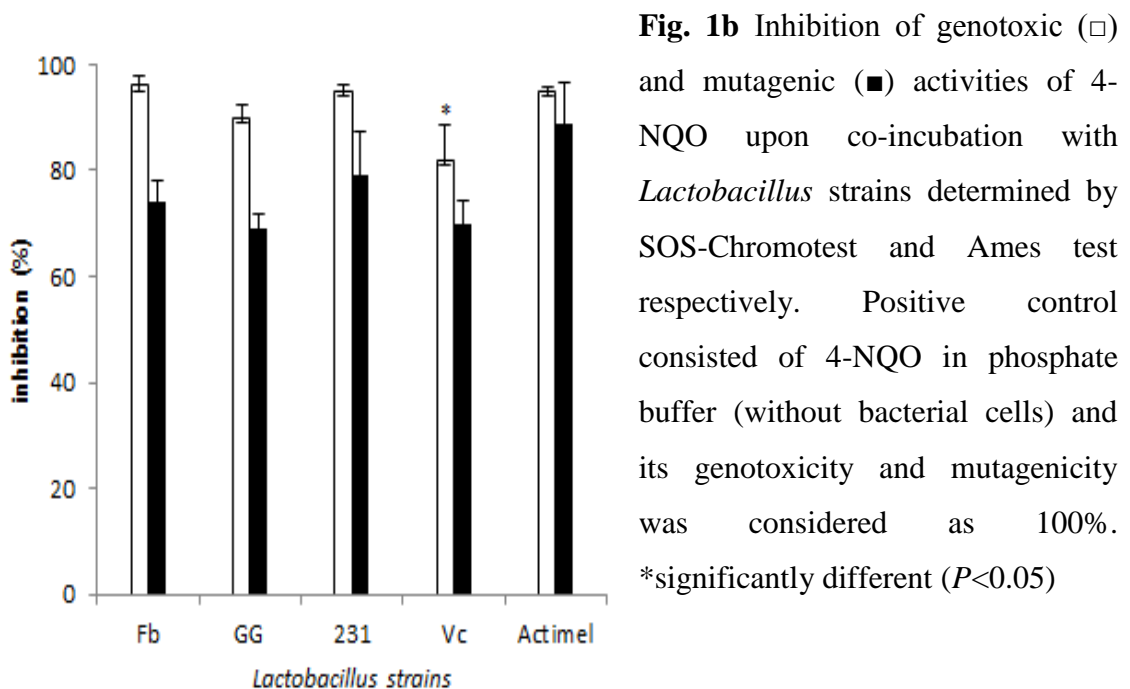 Fig. 1b Inhibition of genotoxic (□)
and mutagenic (■) activities of 4-
NQO upon co-incubation with
Lactobacillus strains determined by
SOS-Chromotest and Ames test
respectively. Positive control
consisted of 4-NQO in phosphate
buffer (without bacterial cells) and
its genotoxicity and mutagenicity
was considered as 100%.
*significantly different (P<0.05)
inhibition (%)
100
80
60
40
20
0
*
Fb GG 231 Vc Actimel
Lactobacillus strains